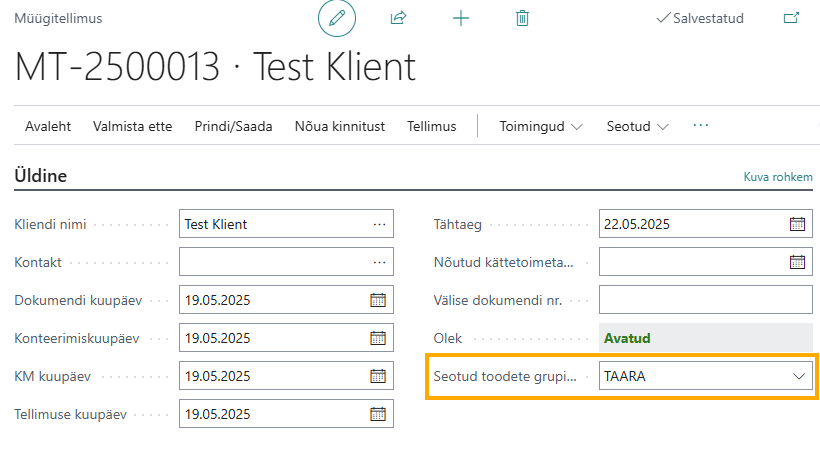 Müügitellimus
Salvestatud
MT-2500013 · Test Klient
Avaleht Valmista ette Prindi/Saada Nõua kinnitust Tellimus Toimingud Seotud ...
Üldine
Kuva rohkem
Kliendi nimi Test Klient ...
Kontakt ...
Dokumendi kuupäev 19.05.2025
Konteerimiskuupäev 19.05.2025
KM kuupäev 19.05.2025
Tellimuse kuupäev 19.05.2025
Tähtaeg 22.05.2025
Nõutud kättetoimeta...
Välise dokumendi nr.
Olek Avatud
Seotud toodete grupi... TAARA